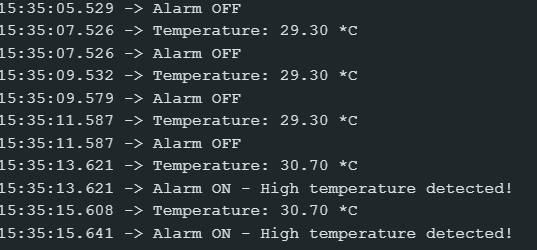 15:35:05.529 -> Alarm OFF
15:35:07.526 -> Temperature: 29.30 *C
15:35:07.526 -> Alarm OFF
15:35:09.532 -> Temperature: 29.30 *C
15:35:09.579 -> Alarm OFF
15:35:11.587 -> Temperature: 29.30 *C
15:35:11.587 -> Alarm OFF
15:35:13.621 -> Temperature: 30.70 *C
15:35:13.621 -> Alarm ON - High temperature detected!
15:35:15.608 -> Temperature: 30.70 *C
15:35:15.641 -> Alarm ON - High temperature detected!